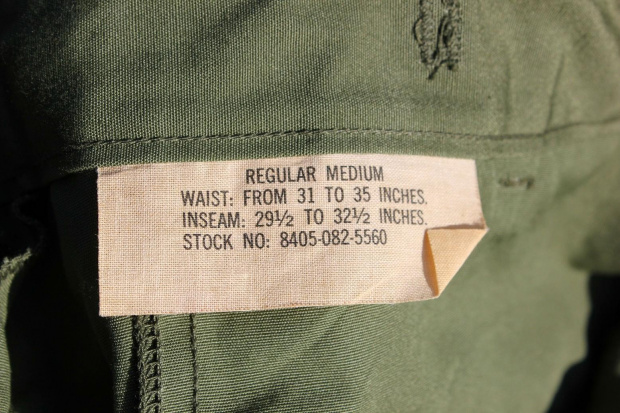 REGULAR MEDIUM
WAIST: FROM 31 TO 35 INCHES.
INSEAM: 29½ TO 32½ INCHES.
STOCK NO: 8405-082-5560